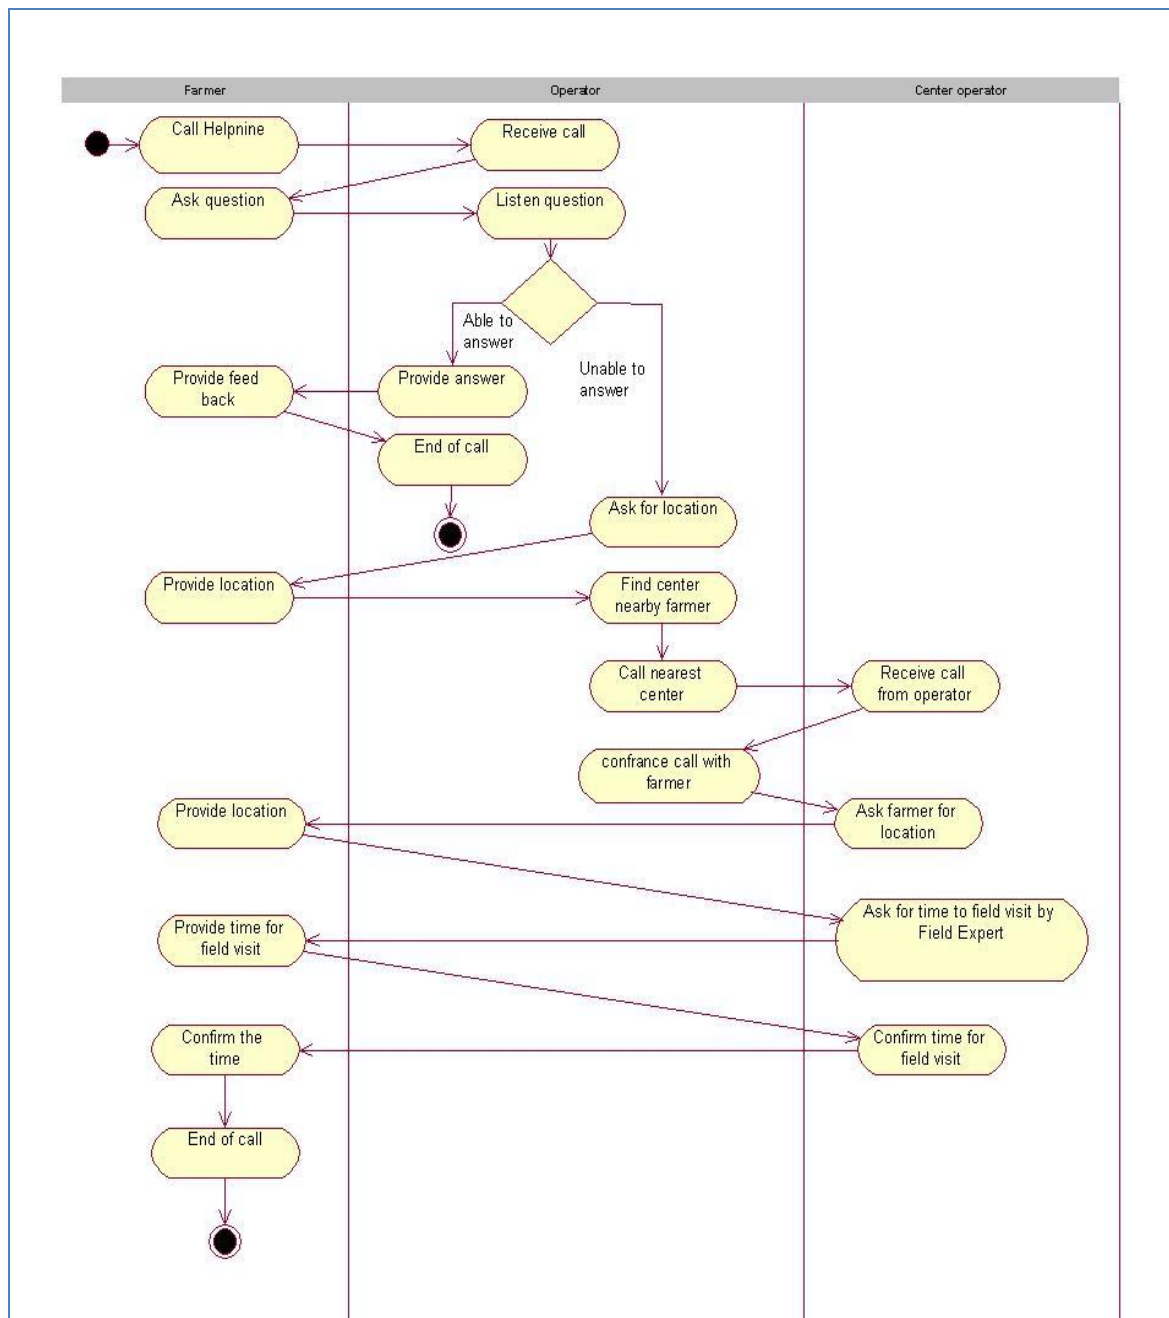 Farmer
Operator
Center operator
Call Helpnine
Receive call
Ask question
Listen question
Able to
answer
Unable to
answer
Provide feed
back
Provide answer
End of call
Ask for location
Provide location
Find center
nearby farmer
Call nearest
center
Receive call
from operator
confrance call with
farmer
Provide location
Ask farmer for
location
Provide time for
field visit
Ask for time to field visit by
Field Expert
Confirm the
time
Confirm time for
field visit
End of call